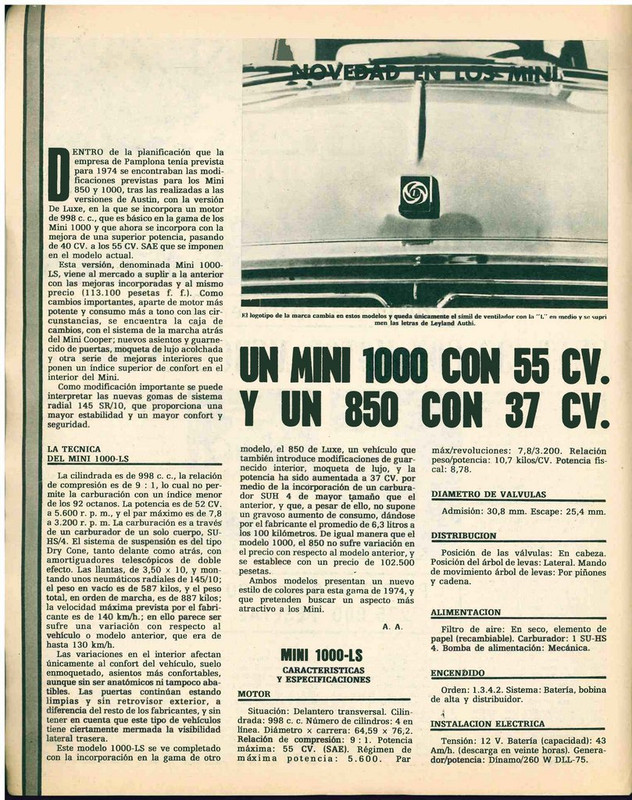 NOVEDAD EN LOS MINI
DENTRO de la planificación que la
empresa de Pamplona tenía prevista
para 1974 se encontraban las modi-
ficaciones previstas para los Mini
850 y 1000, tras las realizadas a las
versiones de Austin, con la versión
De Luxe, en la que se incorpora un motor
de 998 c. c., que es básico en la gama de los
Mini 1000 y que ahora se incorpora con la
mejora de una superior potencia, pasando
de 40 CV. a los 55 CV. SAE que se imponen
en el modelo actual.
Esta versión, denominada Mini 1000-
LS, viene al mercado a suplir a la anterior
con las mejoras incorporadas y al mismo
precio (113.100 pesetas f. f.). Como
cambios importantes, aparte de motor más
potente y consumo más a tono con las cir-
cunstancias, se encuentra la caja de
cambios, con el sistema de la marcha atrás
del Mini Cooper; nuevos asientos y guarne-
cido de puertas, moqueta de lujo acolchada
y otra serie de mejoras interiores que
ponen un índice superior de confort en el
interior del Mini.
Como modificación importante se puede
interpretar las nuevas gomas de sistema
radial 145 SR/10, que proporciona una
mayor estabilidad y un mayor confort y
seguridad.
El logotipo de la marca cambia en estos modelos y queda únicamente el simil de ventilador con la "L" en medio y se supri
men las letras de Leyland Authi.
UN MINI 1000 CON 55 CV.
Y UN 850 CON 37 CV.
LA TECNICA
DEL MINI 1000-LS
La cilindrada es de 998 c. c., la relación
de compresión es de 9 : 1, lo cual no per-
mite la carburación con un índice menor
de los 92 octanos. La potencia es de 52 CV.
a 5.600 r. p. m., y el par máximo es de 7,8
a 3.200 r. p. m. La carburación es a través
de un carburador de un solo cuerpo, SU-
HS/4. El sistema de suspensión es del tipo
Dry Cone, tanto delante como atrás, con
amortiguadores telescópicos de doble
efecto. Las llantas, de 3,50 x 10, y mon-
tando unos neumáticos radiales de 145/10;
el peso en vacío es de 587 kilos, y el peso
total, en orden de marcha, es de 887 kilos;
la velocidad máxima prevista por el fabri-
cante es de 140 km/h.; en ello parece ser
sufre una variación con respecto al
vehículo o modelo anterior, que era de
hasta 130 km/h.
Las variaciones en el interior afectan
únicamente al confort del vehículo, suelo
enmoquetado, asientos más confortables,
aunque sin ser anatómicos ni tampoco aba-
tibles. Las puertas continúan estando
limpias y sin retrovisor exterior, a
diferencia del resto de los fabricantes, y sin
tener en cuenta que este tipo de vehículos
tiene ciertamente mermada la visibilidad
lateral trasera.
Este modelo 1000-LS se ve completado
con la incorporación en la gama de otro
modelo, el 850 de Luxe, un vehículo que
también introduce modificaciones de guar-
necido interior, moqueta de lujo, y la
potencia ha sido aumentada a 37 CV. por
medio de la incorporación de un carbura-
dor SUH 4 de mayor tamaño que el
anterior, y que, a pesar de ello, no supone
un gravoso aumento de consumo, dándose
por el fabricante el promedio de 6,3 litros a
los 100 kilómetros. De igual manera que el
modelo 1000, el 850 no sufre variación en
el precio con respecto al modelo anterior, y
se establece con un precio de 102.500
pesetas.
Ambos modelos presentan un nuevo
estilo de colores para esta gama de 1974, y
que pretenden buscar un aspecto más
atractivo a los Mini.
A. A.
MINI 1000-LS
CARACTERISTICAS
Y ESPECIFICACIONES
MOTOR
Situación: Delantero transversal. Cilin-
drada: 998 c. c. Número de cilindros: 4 en
línea. Diámetro x carrera: 64,59 x 76,2.
Relación de compresión: 9 : 1. Potencia
máxima: 55 CV. (SAE). Régimen de
máxima potencia: 5.600. Par
máx/revoluciones: 7,8/3.200. Relación
peso/potencia: 10,7 kilos/CV. Potencia fis-
cal: 8,78.
DIAMETRO DE VALVULAS
Admisión: 30,8 mm. Escape: 25,4 mm.
DISTRIBUCION
Posición de las válvulas: En cabeza.
Posición del árbol de levas: Lateral. Mando
de movimiento árbol de levas: Por piñones
y cadena.
ALIMENTACION
Filtro de aire: En seco, elemento de
papel (recambiable). Carburador: 1 SU-HS
4. Bomba de alimentación: Mecánica.
ENCENDIDO
Orden: 1.3.4.2. Sistema: Batería, bobina
de alta y distribuidor.
INSTALACION ELECTRICA
Tensión: 12 V. Batería (capacidad): 43
Am/h. (descarga en veinte horas). Genera-
dor/potencia: Dinamo/260 W DLL-75.